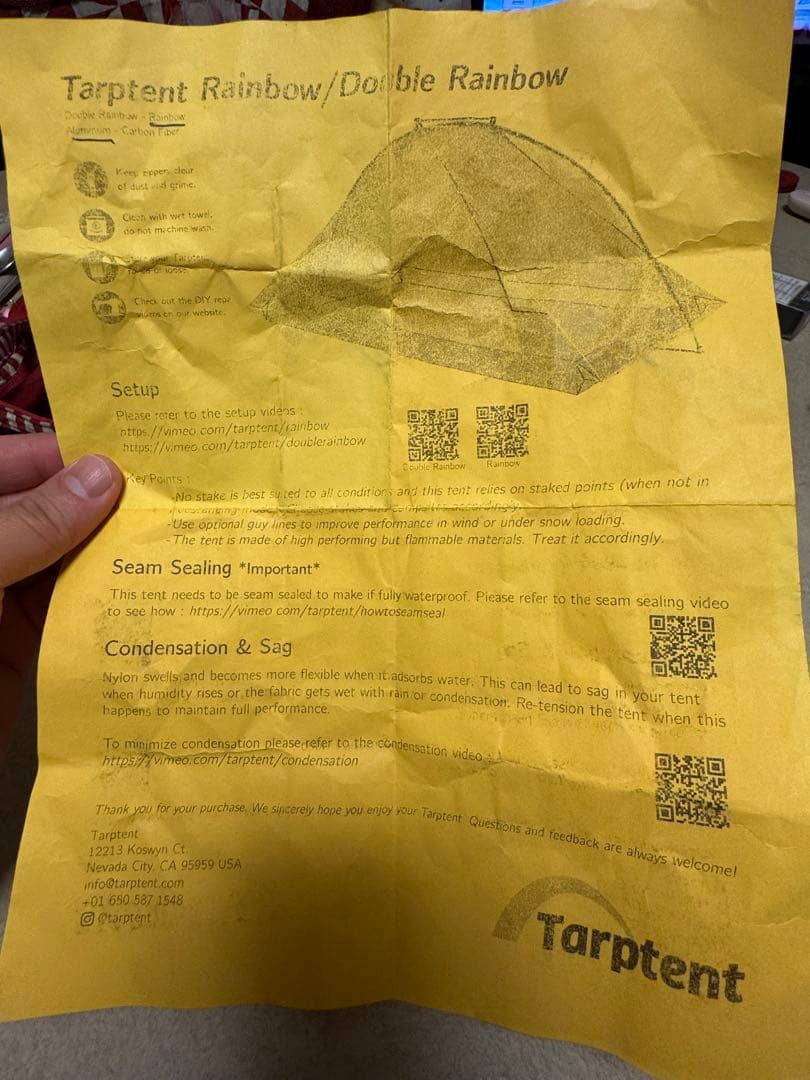 Tarptent Rainbow/Double Rainbow
Double Rainbow - Rainbow
Aluminum - Carbon Fiber
Keep zippers clear
of dust and grime.
Clean with wet towel,
do not machine wash.
Store your Tarptent
or loose.
Check out the DIY repair
videos on our website.
Setup
Please refer to the setup videos :
https://vimeo.com/tarptent/rainbow
https://vimeo.com/tarptent/doublerainbow
Double Rainbow
Rainbow
Key Points :
-No stake is best suited to all conditions and this tent relies on staked points (when not in
accordingly.
-Use optional guy lines to improve performance in wind or under snow loading.
-The tent is made of high performing but flammable materials. Treat it accordingly.
Seam Sealing *Important*
This tent needs to be seam sealed to make if fully waterproof. Please refer to the seam sealing video
to see how : https://vimeo.com/tarptent/howtoseamseal
Condensation & Sag
Nylon swells and becomes more flexible when it adsorbs water. This can lead to sag in your tent
when humidity rises or the fabric gets wet with rain or condensation. Re-tension the tent when this
happens to maintain full performance.
To minimize condensation please refer to the condensation video :
https://vimeo.com/tarptent/condensation
Thank you for your purchase. We sincerely hope you enjoy your Tarptent. Questions and feedback are always welcome!
Tarptent
12213 Koswyn Ct.
Nevada City, CA 95959 USA
info@tarptent.com
+01 650 587 1548
@tarptent
Tarptent